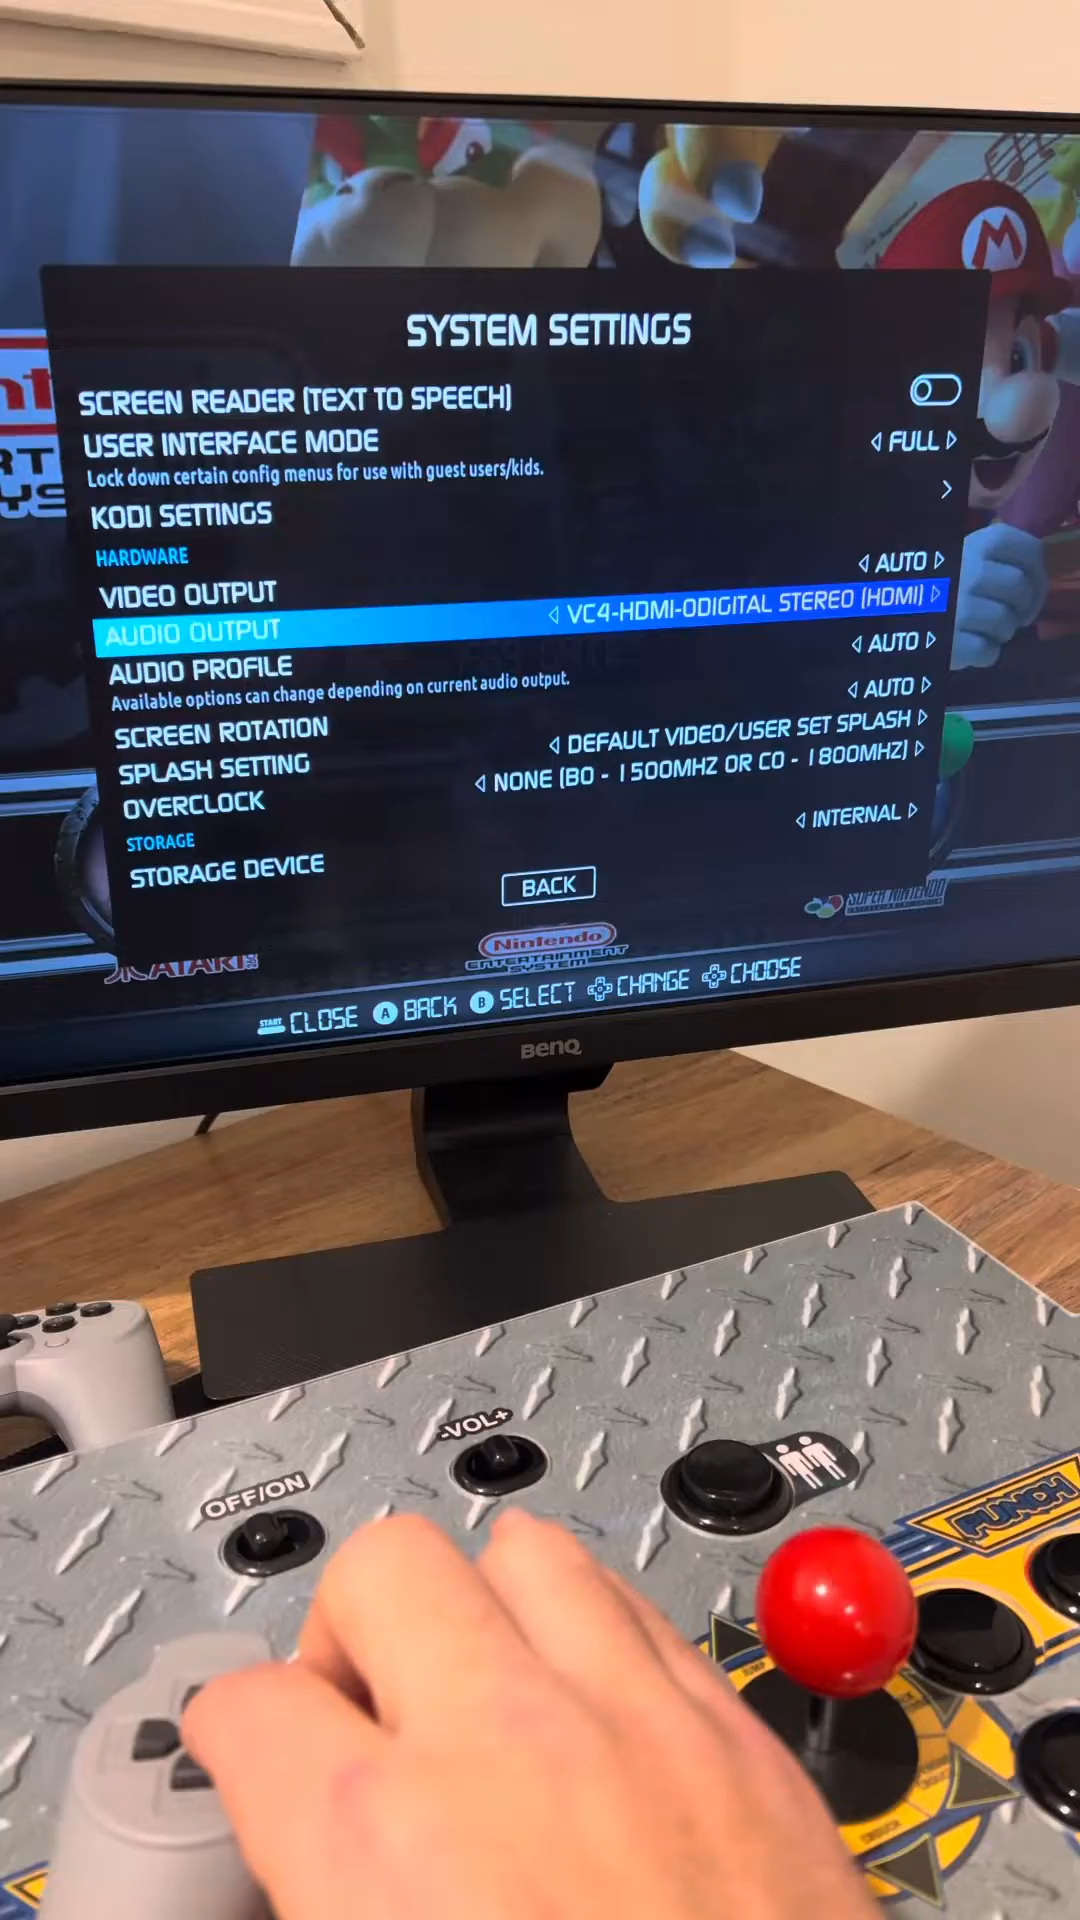 SYSTEM SETTINGS
SCREEN READER (TEXT TO SPEECH)
USER INTERFACE MODE
FULL
Lock down certain config menus for use with guest users/kids.
KODI SETTINGS
HARDWARE
VIDEO OUTPUT
AUTO
AUDIO OUTPUT
VC4-HDMI-0DIGITAL STEREO (HDMI)
AUDIO PROFILE
AUTO
Available options can change depending on current audio output.
SCREEN ROTATION
AUTO
SPLASH SETTING
DEFAULT VIDEO/USER SET SPLASH
OVERCLOCK
NONE (B0 - 1500MHZ OR C0 - 1800MHZ)
STORAGE
STORAGE DEVICE
INTERNAL
BACK
SUPER NINTENDO
ATARI
Nintendo
ENTERTAINMENT
SYSTEM
START CLOSE A BACK B SELECT CHANGE CHOOSE
BenQ
-VOL+
OFF/ON
PUNCH
M